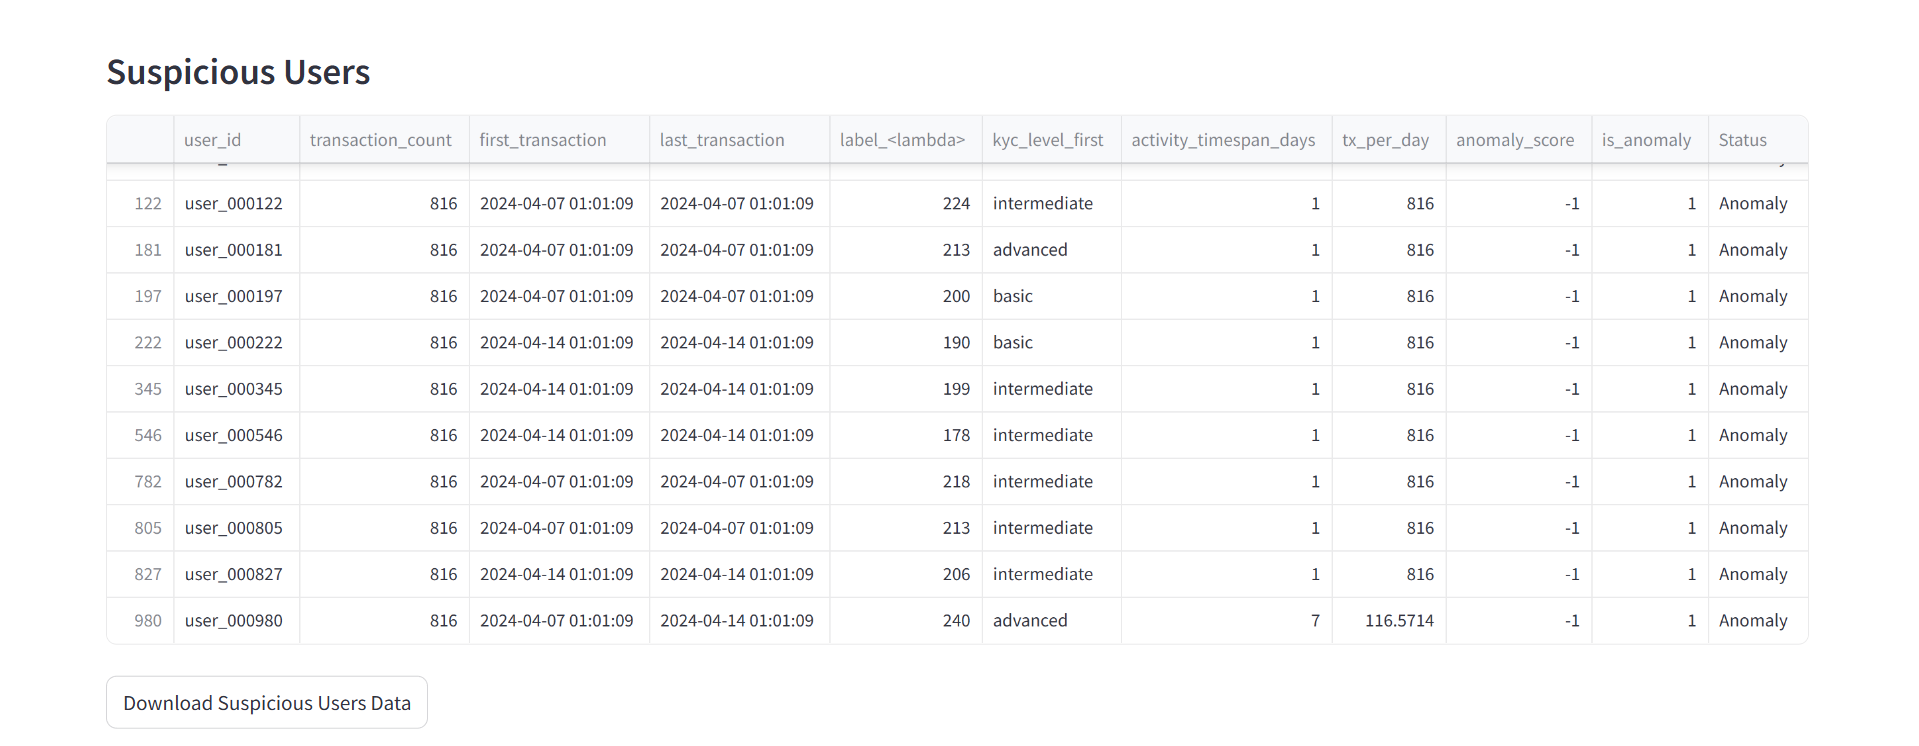 Suspicious Users
user_id transaction_count first_transaction last_transaction label_<lambda> kyc_level_first activity_timespan_days tx_per_day anomaly_score is_anomaly Status
122 user_000122 816 2024-04-07 01:01:09 2024-04-07 01:01:09 224 intermediate 1 816 -1 1 Anomaly
181 user_000181 816 2024-04-07 01:01:09 2024-04-07 01:01:09 213 advanced 1 816 -1 1 Anomaly
197 user_000197 816 2024-04-07 01:01:09 2024-04-07 01:01:09 200 basic 1 816 -1 1 Anomaly
222 user_000222 816 2024-04-14 01:01:09 2024-04-14 01:01:09 190 basic 1 816 -1 1 Anomaly
345 user_000345 816 2024-04-14 01:01:09 2024-04-14 01:01:09 199 intermediate 1 816 -1 1 Anomaly
546 user_000546 816 2024-04-14 01:01:09 2024-04-14 01:01:09 178 intermediate 1 816 -1 1 Anomaly
782 user_000782 816 2024-04-07 01:01:09 2024-04-07 01:01:09 218 intermediate 1 816 -1 1 Anomaly
805 user_000805 816 2024-04-07 01:01:09 2024-04-07 01:01:09 213 intermediate 1 816 -1 1 Anomaly
827 user_000827 816 2024-04-14 01:01:09 2024-04-14 01:01:09 206 intermediate 1 816 -1 1 Anomaly
980 user_000980 816 2024-04-07 01:01:09 2024-04-14 01:01:09 240 advanced 7 116.5714 -1 1 Anomaly
Download Suspicious Users Data